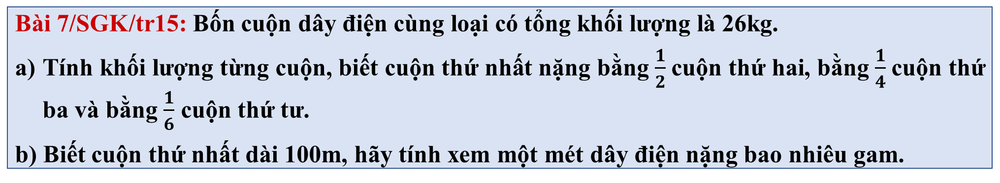 Bài 7/SGK/tr15: Bốn cuộn dây điện cùng loại có tổng khối lượng là 26kg.
a) Tính khối lượng từng cuộn, biết cuộn thứ nhất nặng bằng 1/2 cuộn thứ hai, bằng 1/4 cuộn thứ
ba và bằng 1/6 cuộn thứ tư.
b) Biết cuộn thứ nhất dài 100m, hãy tính xem một mét dây điện nặng bao nhiêu gam.